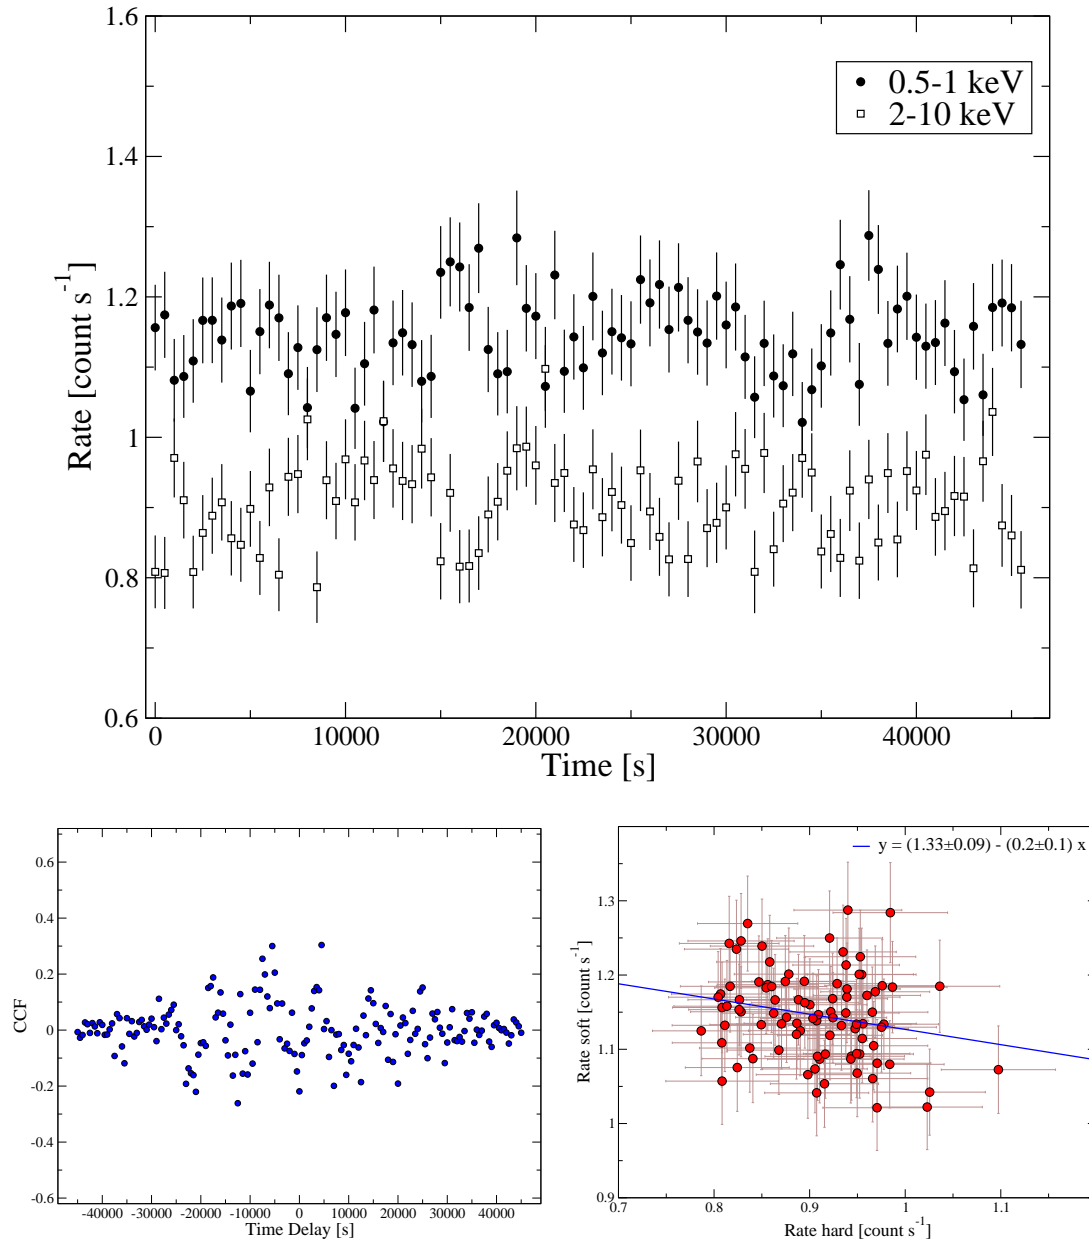 1.6
1.4
1.2
1
0.8
0.6
Rate [count s⁻¹]
0.5-1 keV
2-10 keV
0 10000 20000 30000 40000
Time [s]
0.6
0.4
0.2
0
-0.2
-0.4
-0.6
CCF
-40000 -30000 -20000 -10000 0 10000 20000 30000 40000
Time Delay [s]
y = (1.33±0.09) - (0.2±0.1) x
1.3
1.2
1.1
1
0.9
Rate soft [count s⁻¹]
0.7 0.8 0.9 1 1.1
Rate hard [count s⁻¹]